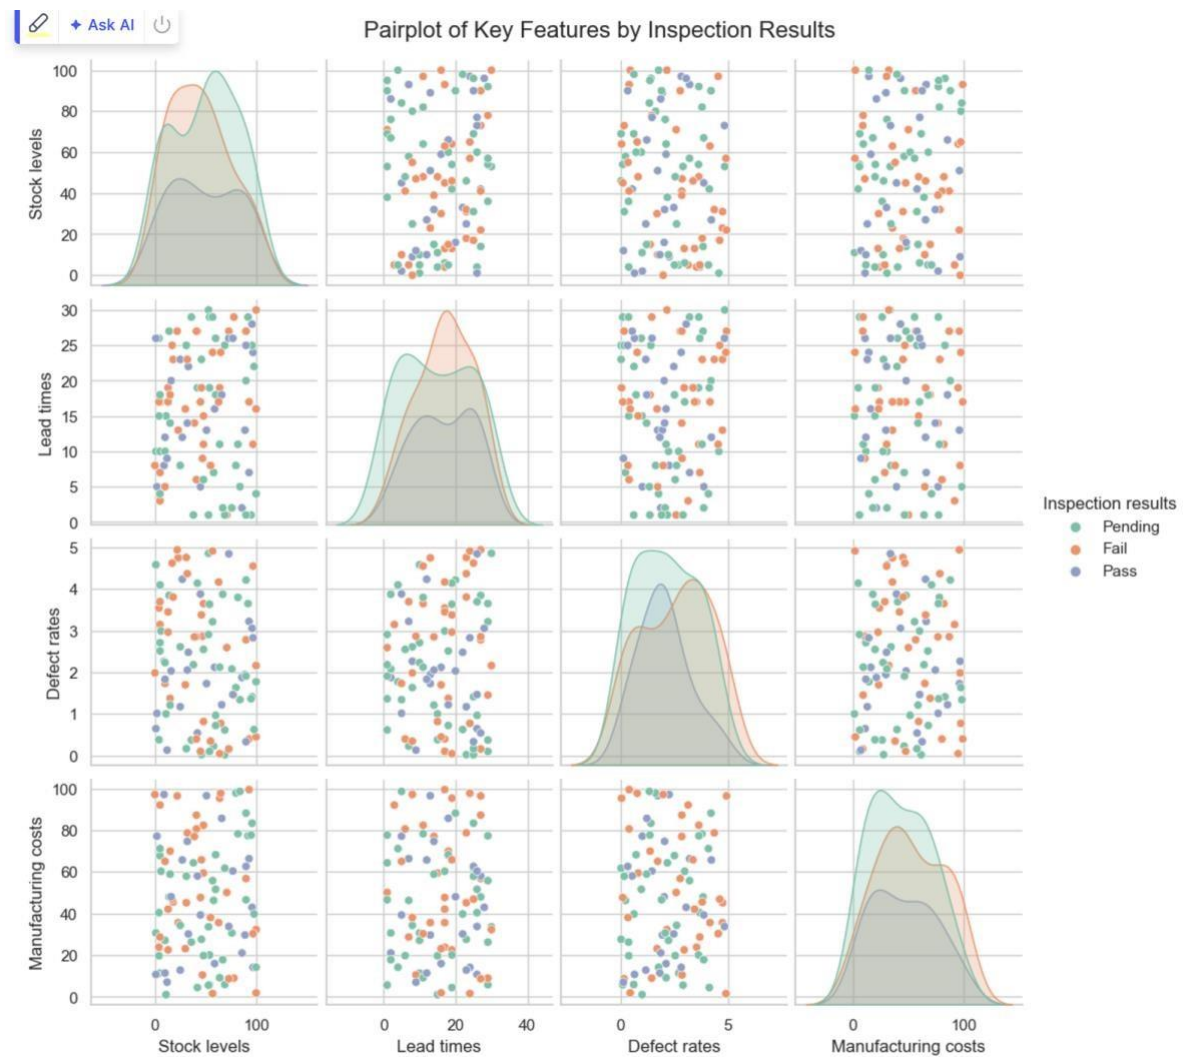 Ask AI
Pairplot of Key Features by Inspection Results
Stock levels
100
80
60
40
20
0
Lead times
30
25
20
15
10
5
0
Defect rates
5
4
3
2
1
0
Manufacturing costs
100
80
60
40
20
0
0 100
0 20 40
0 5
0 100
Stock levels
Lead times
Defect rates
Manufacturing costs
Inspection results
Pending
Fail
Pass